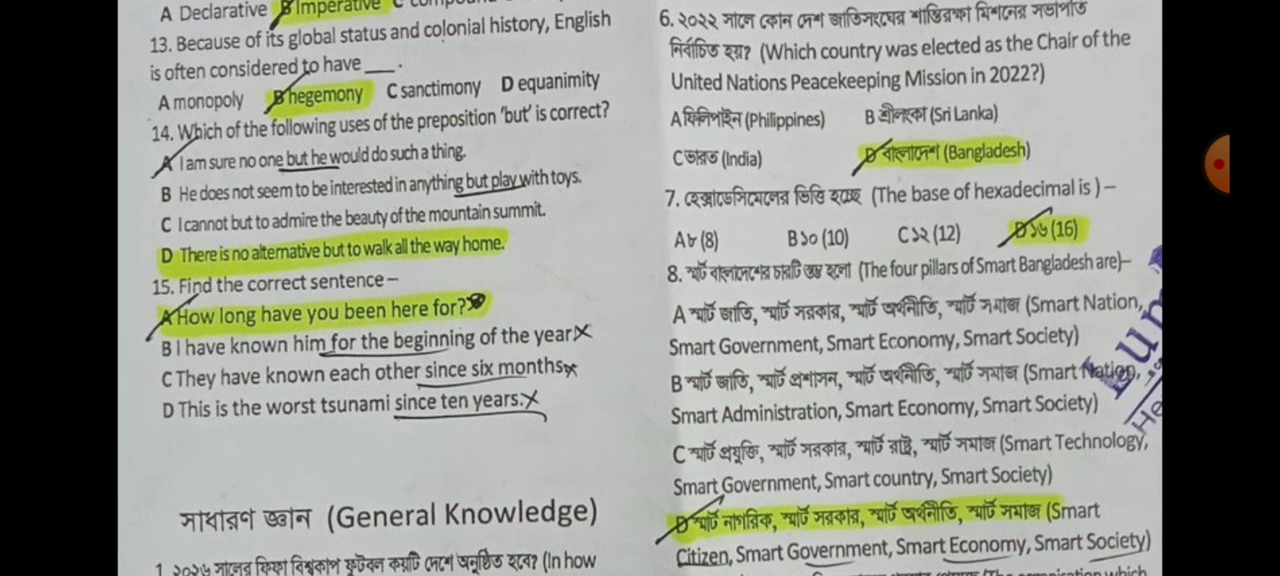 A Declarative B Imperative C
13. Because of its global status and colonial history, English
is often considered to have ___.
A monopoly B hegemony C sanctimony D equanimity
14. Which of the following uses of the preposition 'but' is correct?
A I am sure no one but he would do such a thing.
B He does not seem to be interested in anything but play with toys.
C I cannot but to admire the beauty of the mountain summit.
D There is no alternative but to walk all the way home.
15. Find the correct sentence –
A How long have you been here for?
B I have known him for the beginning of the year
C They have known each other since six months
D This is the worst tsunami since ten years.
সাধারণ জ্ঞান (General Knowledge)
1. ২০২৬ সালের ফিফা বিশ্বকাপ ফুটবল কয়টি দেশে অনুষ্ঠিত হবে? (In how
6. ২০২২ সালে কোন দেশ জাতিসংঘের শান্তিরক্ষা মিশনের সভাপতি
নির্বাচিত হয়? (Which country was elected as the Chair of the
United Nations Peacekeeping Mission in 2022?)
A ফিলিপাইন (Philippines) B শ্রীলংকা (Sri Lanka)
C ভারত (India) D বাংলাদেশ (Bangladesh)
7. হেক্সাডেসিমেলের ভিত্তি হচ্ছে (The base of hexadecimal is ) –
A ৮ (8) B ১০ (10) C ১২ (12) D ১৬ (16)
8. স্মার্ট বাংলাদেশের চারটি স্তম্ভ হলো (The four pillars of Smart Bangladesh are)–
A স্মার্ট জাতি, স্মার্ট সরকার, স্মার্ট অর্থনীতি, স্মার্ট সমাজ (Smart Nation,
Smart Government, Smart Economy, Smart Society)
B স্মার্ট জাতি, স্মার্ট প্রশাসন, স্মার্ট অর্থনীতি, স্মার্ট সমাজ (Smart Nation,
Smart Administration, Smart Economy, Smart Society)
C স্মার্ট প্রযুক্তি, স্মার্ট সরকার, স্মার্ট রাষ্ট্র, স্মার্ট সমাজ (Smart Technology,
Smart Government, Smart country, Smart Society)
D স্মার্ট নাগরিক, স্মার্ট সরকার, স্মার্ট অর্থনীতি, স্মার্ট সমাজ (Smart
Citizen, Smart Government, Smart Economy, Smart Society)